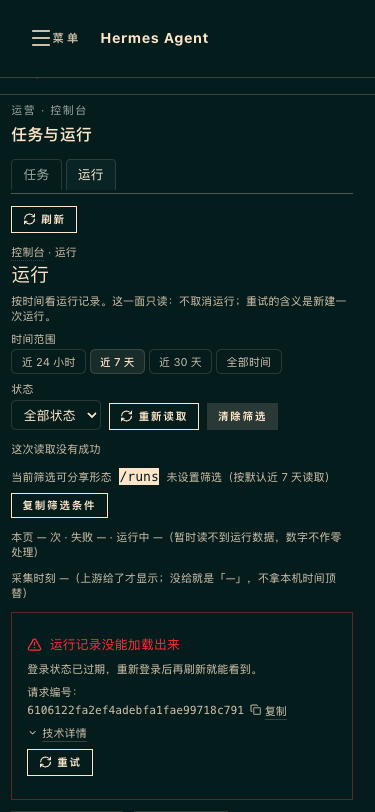 菜单 Hermes Agent
运营 · 控制台
任务与运行
任务 运行
刷新
控制台 · 运行
运行
按时间看运行记录。这一面只读：不取消运行；重试的含义是新建一
次运行。
时间范围
近 24 小时 近 7 天 近 30 天 全部时间
状态
全部状态 重新读取 清除筛选
这次读取没有成功
当前筛选可分享形态 /runs 未设置筛选（按默认近 7 天读取）
复制筛选条件
本页 — 次 · 失败 — · 运行中 —（暂时读不到运行数据，数字不作零
处理）
采集时刻 —（上游给了才显示；没给就是「—」，不拿本机时间顶
替）
运行记录没能加载出来
登录状态已过期，重新登录后再刷新就能看到。
请求编号：
6106122fa2ef4adebfa1fae99718c791 复制
技术详情
重试